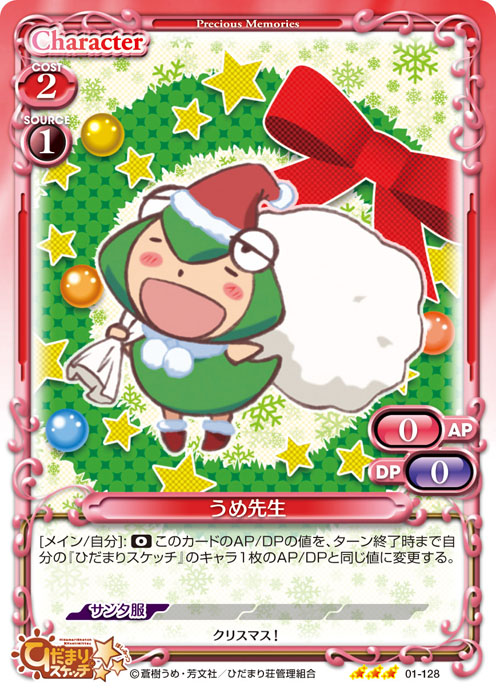 Precious Memories
Character
COST
2
SOURCE
1
0 AP
DP 0
うめ先生
[メイン/自分]: 0 このカードのAP/DPの値を、ターン終了時まで自
分の『ひだまりスケッチ』のキャラ1枚のAP/DPと同じ値に変更する。
サンタ服
クリスマス!
ひだまり
スケッチ
©蒼樹うめ・芳文社/ひだまり荘管理組合
01-128